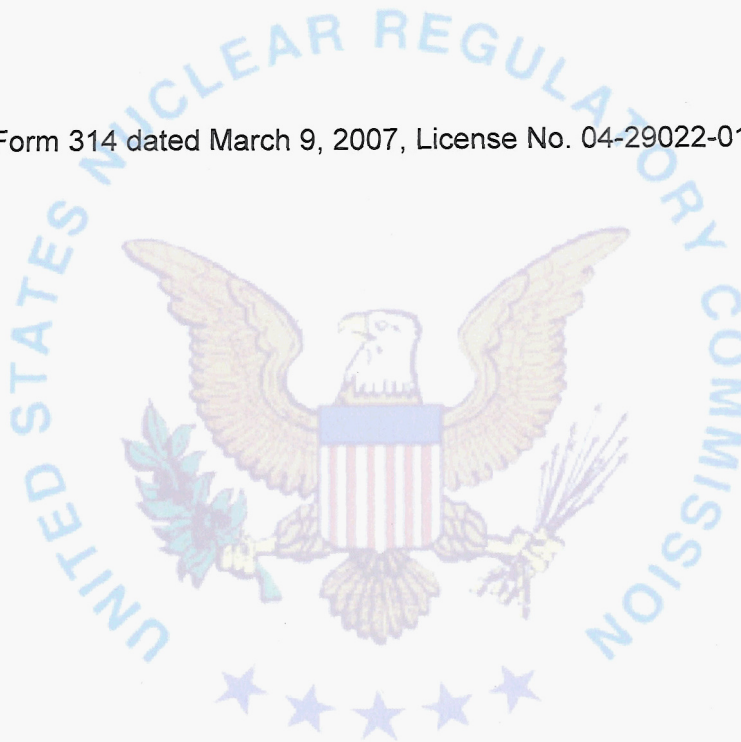 Form 314 dated March 9, 2007, License No. 04-29022-01
UNITED STATES NUCLEAR REGULATORY COMMISSION